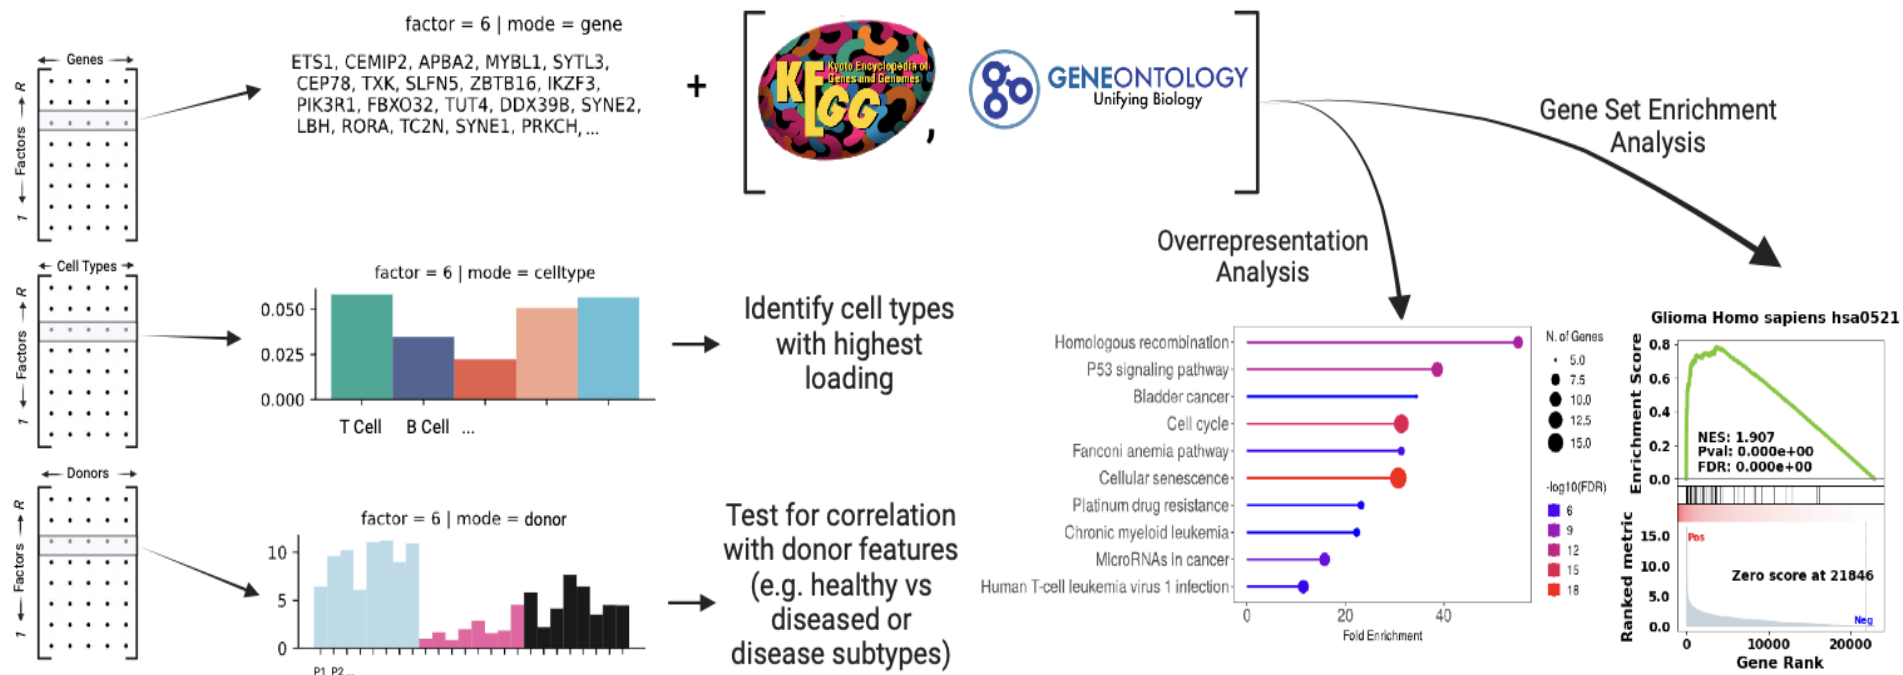 factor = 6 | mode = gene
← Genes →
1 ← Factors → R
ETS1, CEMIP2, APBA2, MYBL1, SYTL3,
CEP78, TXK, SLFN5, ZBTB16, IKZF3,
PIK3R1, FBXO32, TUT4, DDX39B, SYNE2,
LBH, RORA, TC2N, SYNE1, PRKCH, ...
+
KEGG
Kyoto Encyclopedia of
Genes and Genomes
,
GENEONTOLOGY
Unifying Biology
Gene Set Enrichment
Analysis
Overrepresentation
Analysis
← Cell Types →
1 ← Factors → R
factor = 6 | mode = celltype
0.050
0.025
0.000
T Cell B Cell ...
Identify cell types
with highest
loading
← Donors →
1 ← Factors → R
factor = 6 | mode = donor
10
5
0
P1 P2 ...
Test for correlation
with donor features
(e.g. healthy vs
diseased or
disease subtypes)
Homologous recombination
P53 signaling pathway
Bladder cancer
Cell cycle
Fanconi anemia pathway
Cellular senescence
Platinum drug resistance
Chronic myeloid leukemia
MicroRNAs in cancer
Human T-cell leukemia virus 1 infection
0 20 40
Fold Enrichment
N. of Genes
5.0
7.5
10.0
12.5
15.0
-log10(FDR)
6
9
12
15
18
Glioma Homo sapiens hsa0521
Enrichment Score
0.8
0.6
0.4
0.2
0.0
NES: 1.907
Pval: 0.000e+00
FDR: 0.000e+00
Ranked metric
15.0
10.0
5.0
0.0
Pos
Zero score at 21846
Neg
0 10000 20000
Gene Rank